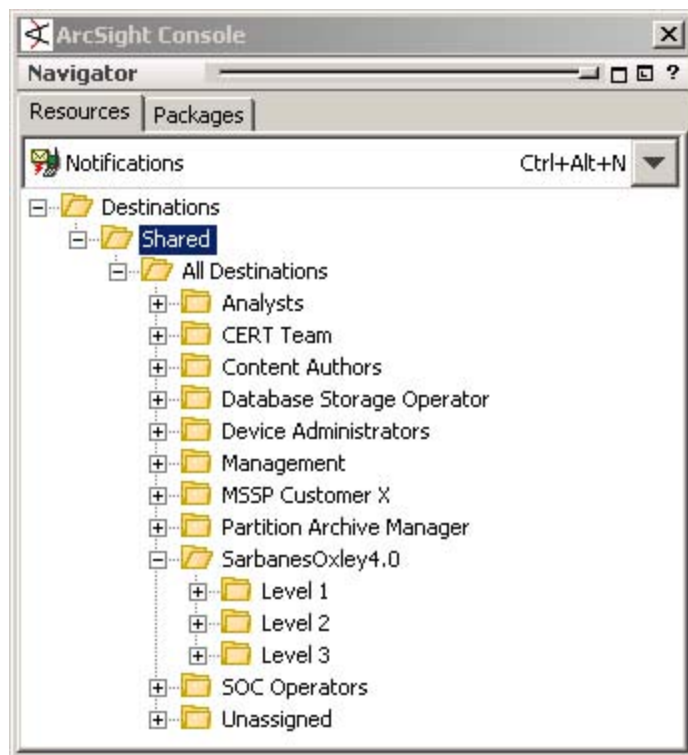 ArcSight Console
Navigator ?
Resources Packages
Notifications Ctrl+Alt+N
Destinations
Shared
All Destinations
Analysts
CERT Team
Content Authors
Database Storage Operator
Device Administrators
Management
MSSP Customer X
Partition Archive Manager
SarbanesOxley4.0
Level 1
Level 2
Level 3
SOC Operators
Unassigned